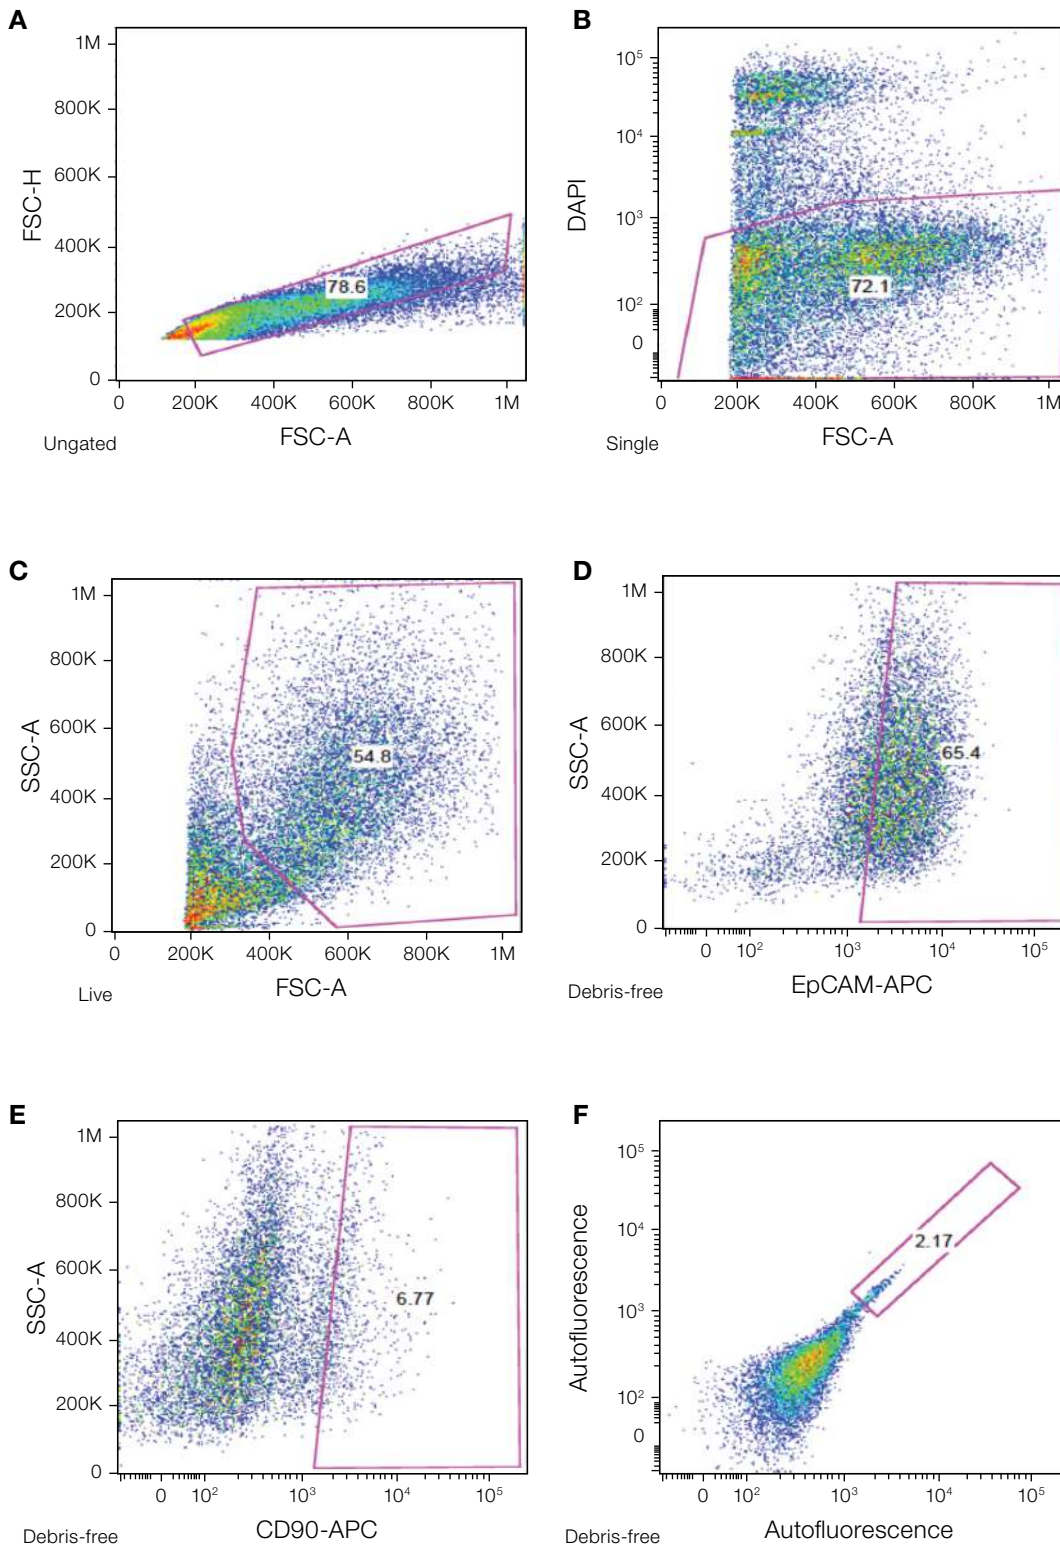 A
FSC-H
1M
800K
600K
400K
200K
0
78.6
0 200K 400K 600K 800K 1M
Ungated
FSC-A
B
DAPI
10⁵
10⁴
10³
10²
0
72.1
200K 400K 600K 800K 1M
Single
FSC-A
C
SSC-A
1M
800K
600K
400K
200K
0
54.8
0 200K 400K 600K 800K 1M
Live
FSC-A
D
SSC-A
1M
800K
600K
400K
200K
0
65.4
0 10² 10³ 10⁴ 10⁵
Debris-free
EpCAM-APC
E
SSC-A
1M
800K
600K
400K
200K
0
6.77
0 10² 10³ 10⁴ 10⁵
Debris-free
CD90-APC
F
Autofluorescence
10⁵
10⁴
10³
10²
0
2.17
0 10² 10³ 10⁴ 10⁵
Debris-free
Autofluorescence